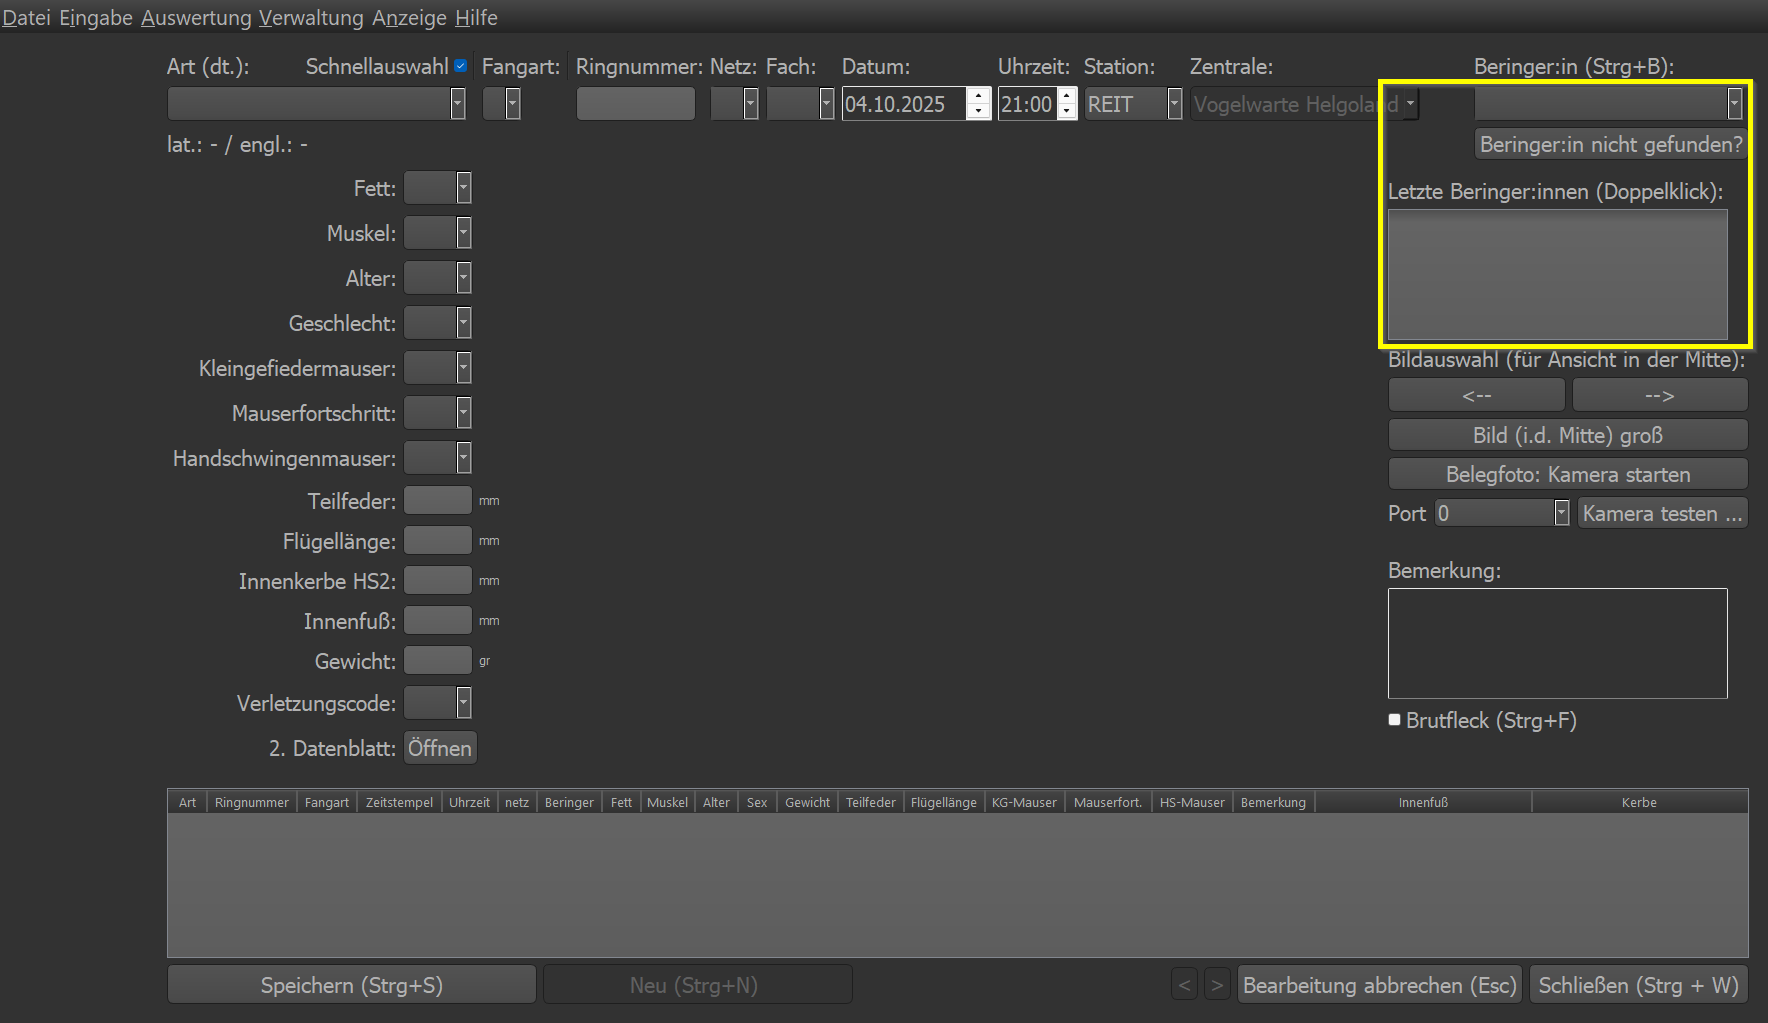 Datei Eingabe Auswertung Verwaltung Anzeige Hilfe
Art (dt.): Schnellauswahl Fangart: Ringnummer: Netz: Fach: Datum: Uhrzeit: Station: Zentrale: Beringer:in (Strg+B):
04.10.2025 21:00 REIT Vogelwarte Helgoland
lat.: - / engl.: - Beringer:in nicht gefunden?
Fett: Letzte Beringer:innen (Doppelklick):
Muskel:
Alter:
Geschlecht:
Kleingefiedermauser: Bildauswahl (für Ansicht in der Mitte):
<-- -->
Mauserfortschritt:
Bild (i.d. Mitte) groß
Handschwingenmauser: Belegfoto: Kamera starten
Teilfeder: mm Port 0 Kamera testen ...
Flügellänge: mm
Innenkerbe HS2: mm Bemerkung:
Innenfuß: mm
Gewicht: gr
Verletzungscode: Brutfleck (Strg+F)
2. Datenblatt: Öffnen
Art Ringnummer Fangart Zeitstempel Uhrzeit netz Beringer Fett Muskel Alter Sex Gewicht Teilfeder Flügellänge KG-Mauser Mauserfort. HS-Mauser Bemerkung Innenfuß Kerbe
Speichern (Strg+S) Neu (Strg+N) < > Bearbeitung abbrechen (Esc) Schließen (Strg + W)